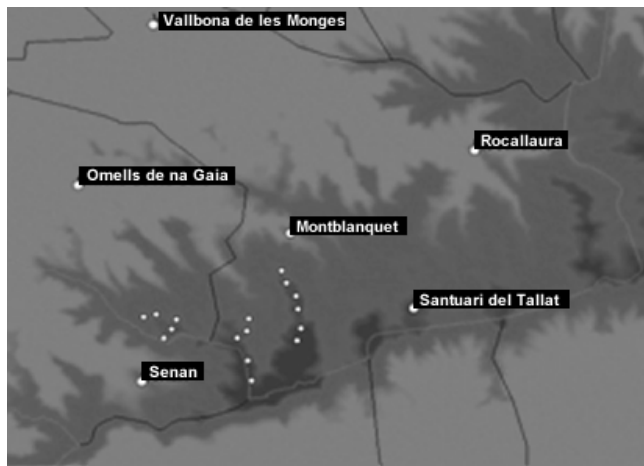 Vallbona de les Monges
Rocallaura
Omells de na Gaia
Montblanquet
Santuari del Tallat
Senan